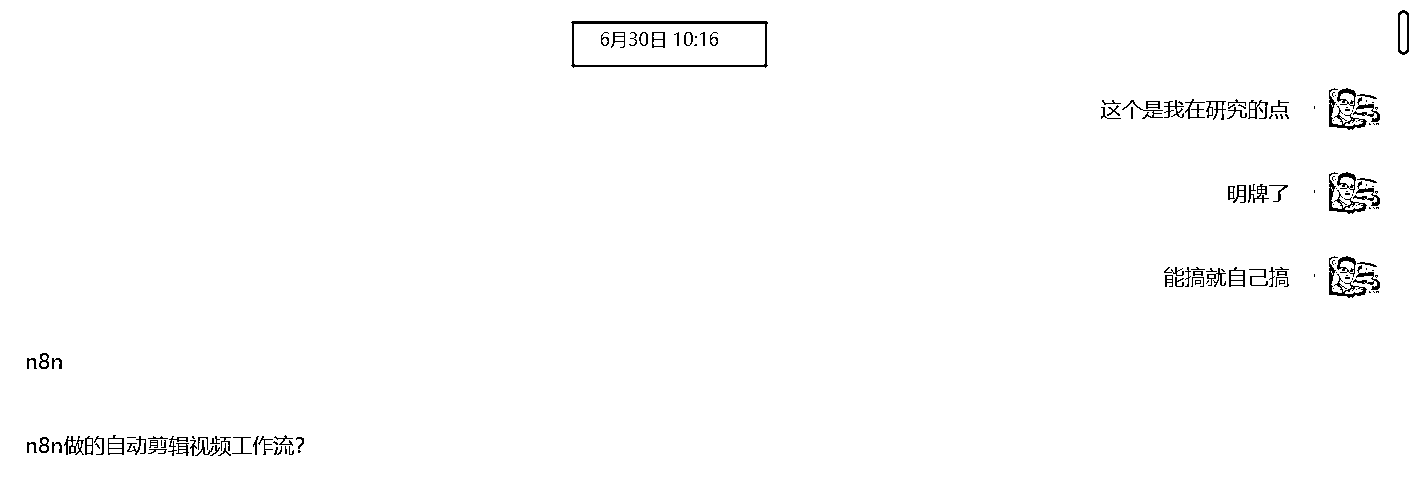 6月30日 10:16
这个是我在研究的点
明牌了
能搞就自己搞
n8n
n8n做的自动剪辑视频工作流?